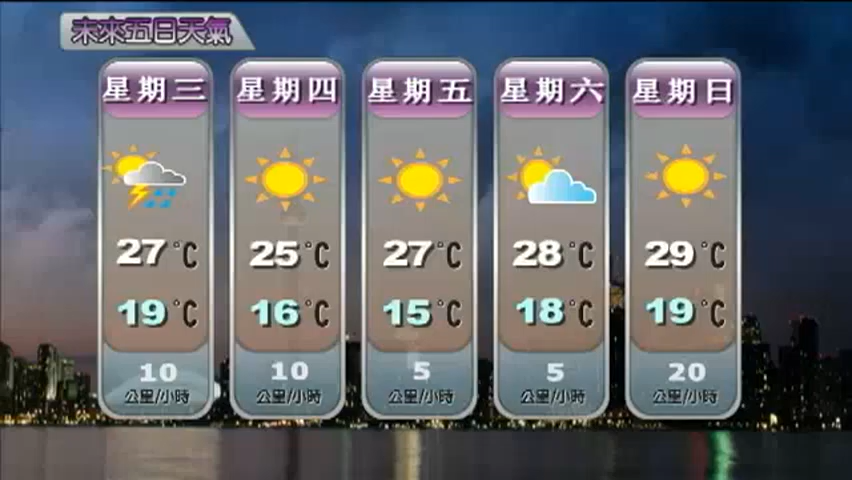 未來五日天氣
星期三 星期四 星期五 星期六 星期日
27°C 25°C 27°C 28°C 29°C
19°C 16°C 15°C 18°C 19°C
10 10 5 5 20
公里/小時 公里/小時 公里/小時 公里/小時 公里/小時